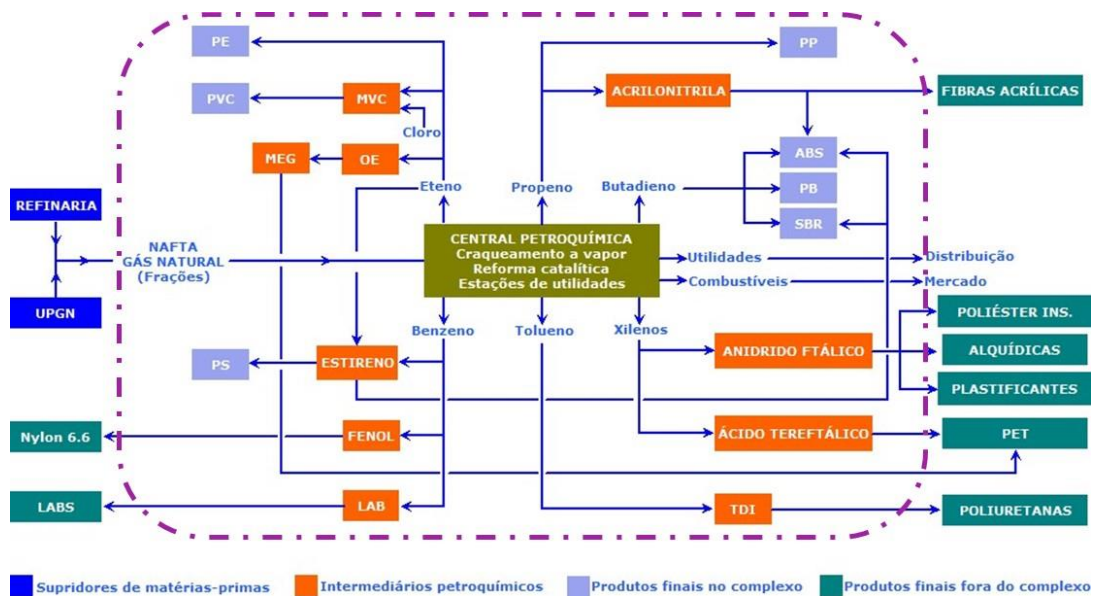 PE
PP
PVC
MVC
ACRILONITRILA
FIBRAS ACRÍLICAS
Cloro
MEG
OE
ABS
Eteno
Propeno
Butadieno
PB
REFINARIA
SBR
NAFTA
GÁS NATURAL
(Frações)
CENTRAL PETROQUÍMICA
Craqueamento a vapor
Reforma catalítica
Estações de utilidades
Utilidades
Distribuição
Combustíveis
Mercado
UPGN
Benzeno
Tolueno
Xilenos
POLIÉSTER INS.
PS
ESTIRENO
ANIDRIDO FTÁLICO
ALQUÍDICAS
PLASTIFICANTES
Nylon 6.6
FENOL
ÁCIDO TEREFTÁLICO
PET
LABS
LAB
TDI
POLIURETANAS
Supridores de matérias-primas
Intermediários petroquímicos
Produtos finais no complexo
Produtos finais fora do complexo